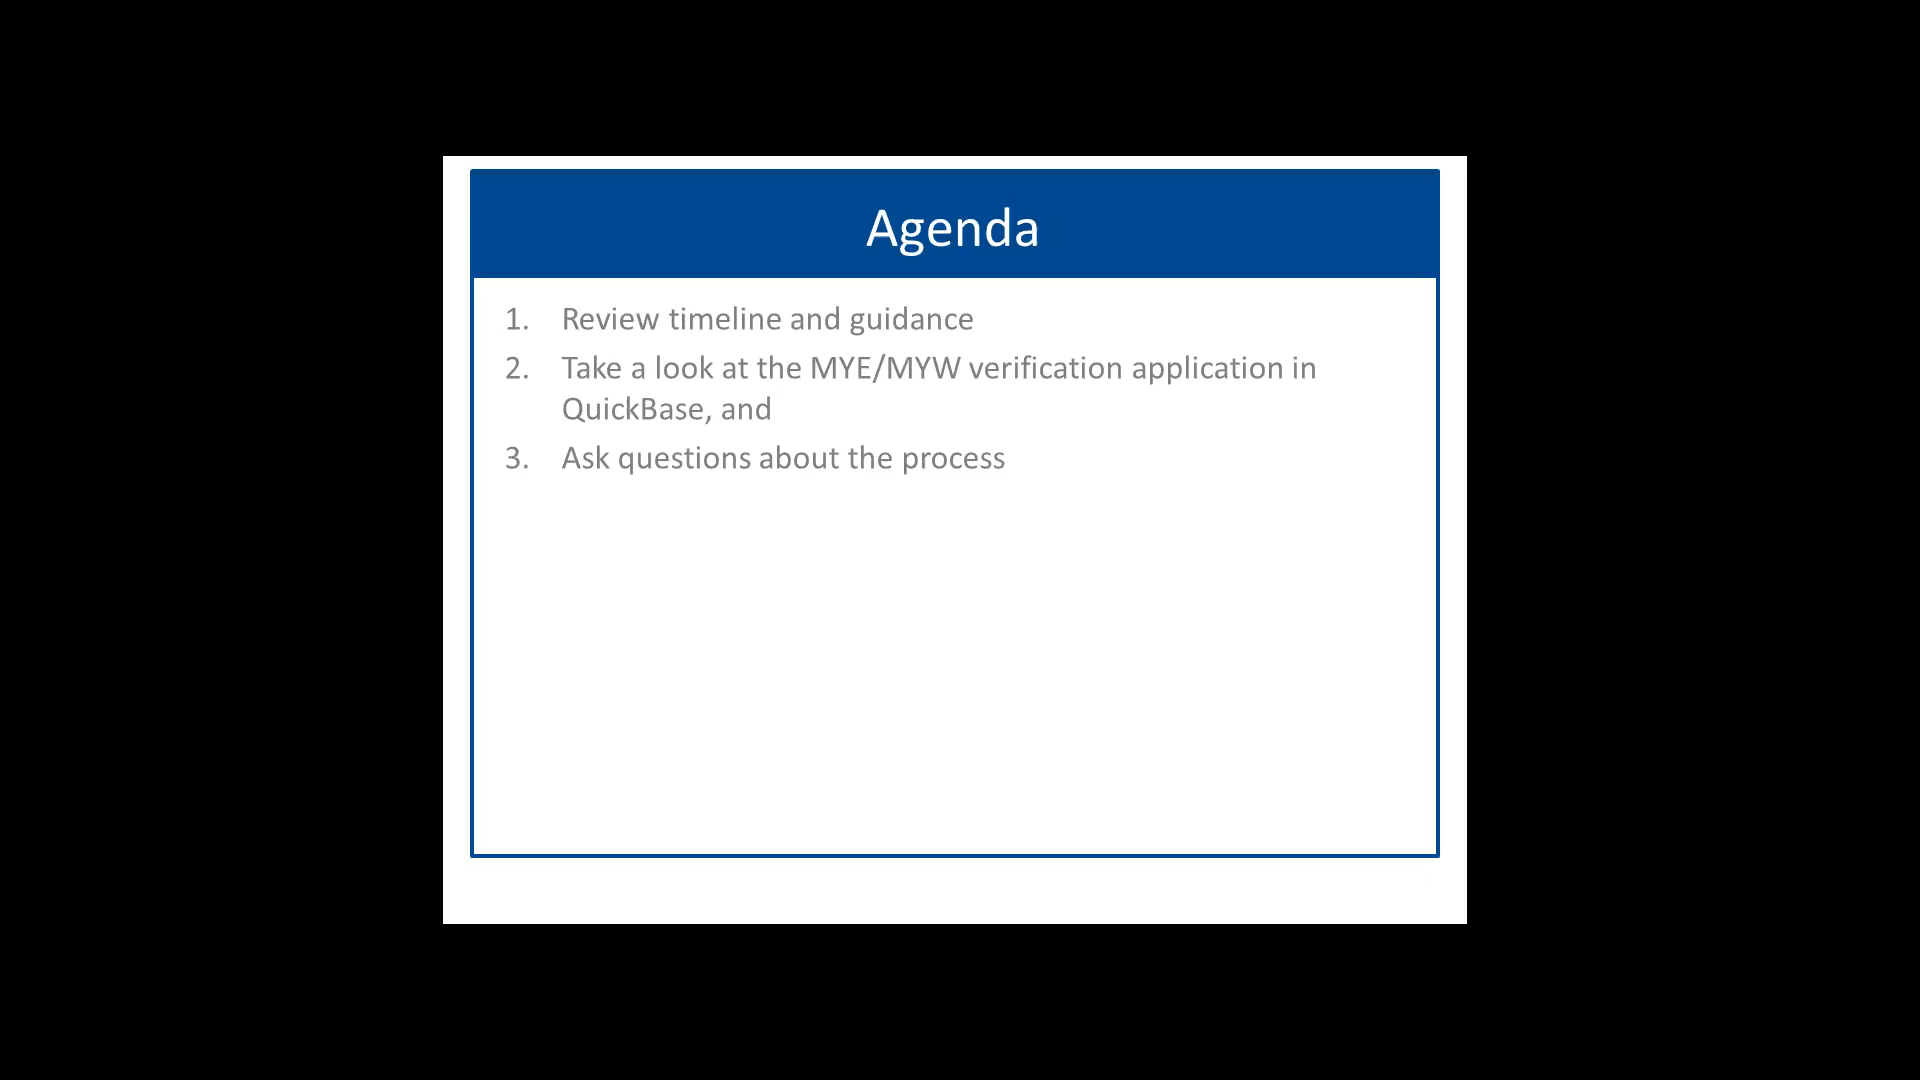 Agenda
1. Review timeline and guidance
2. Take a look at the MYE/MYW verification application in
QuickBase, and
3. Ask questions about the process